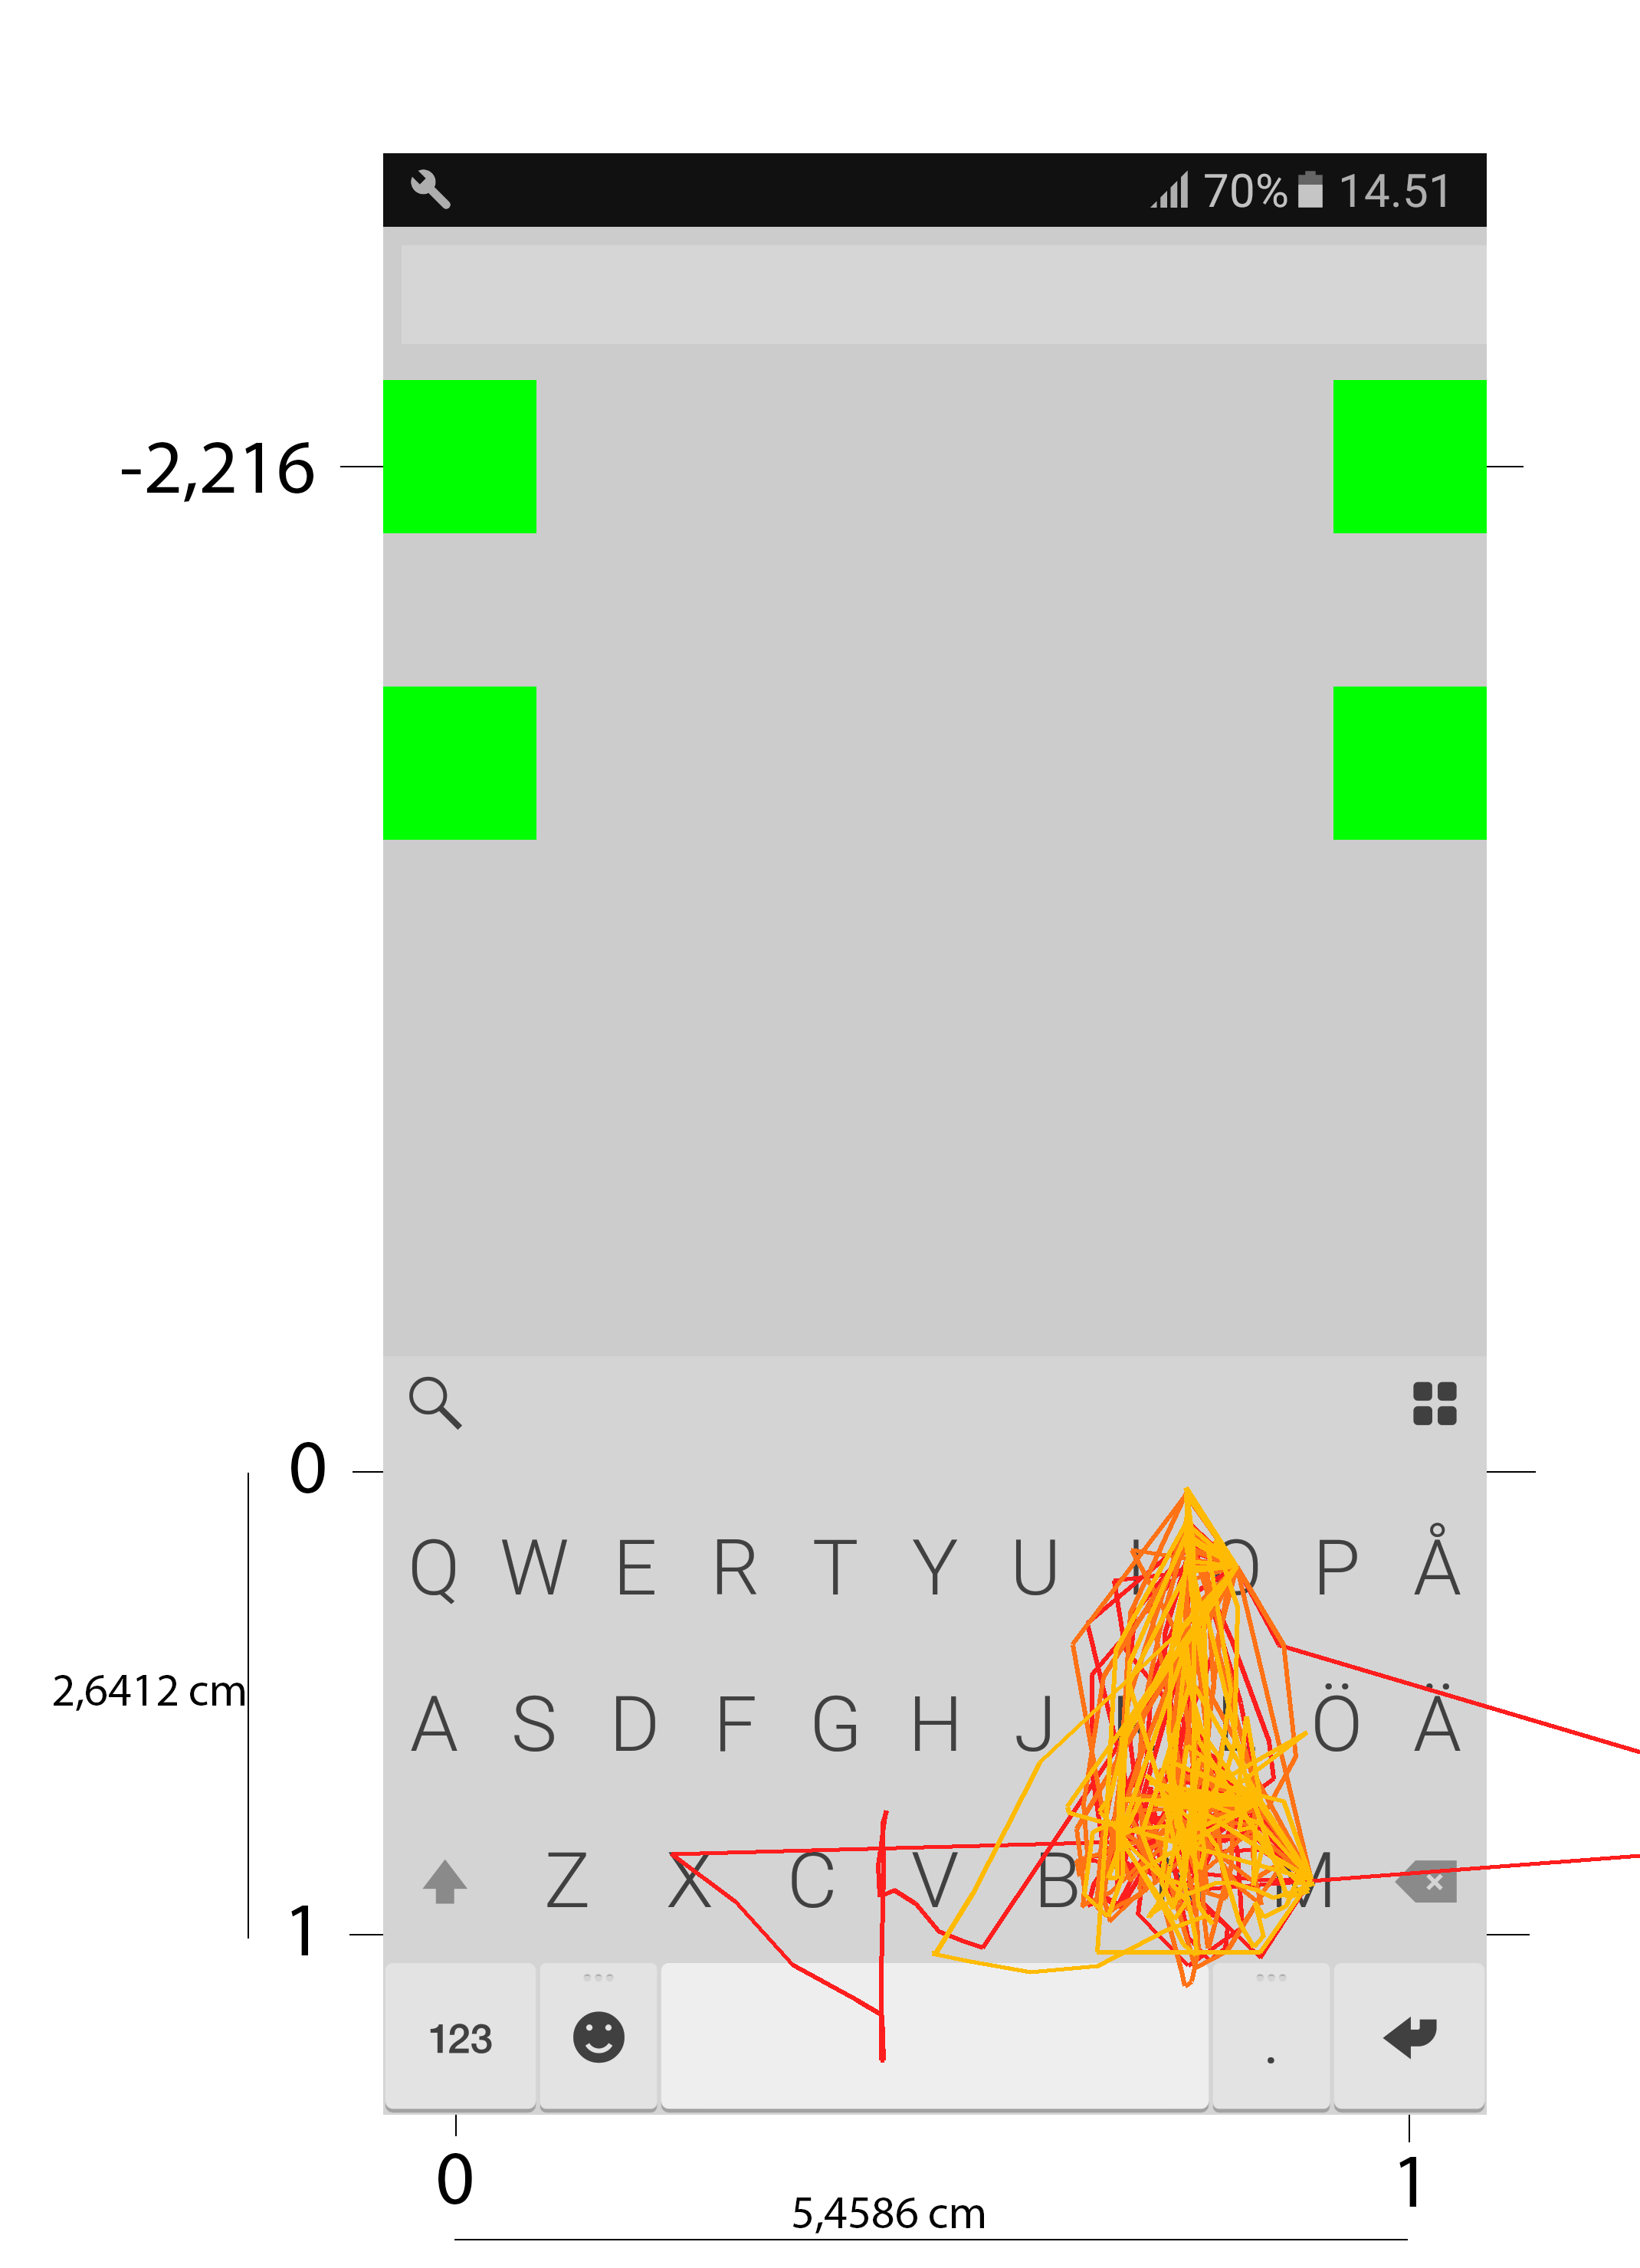 70% 14.51
-2,216
0
Q W E R T Y U I O P Å
2,6412 cm
A S D F G H J Ö Ä
Z X C V B M
1
123 .
0 1
5,4586 cm